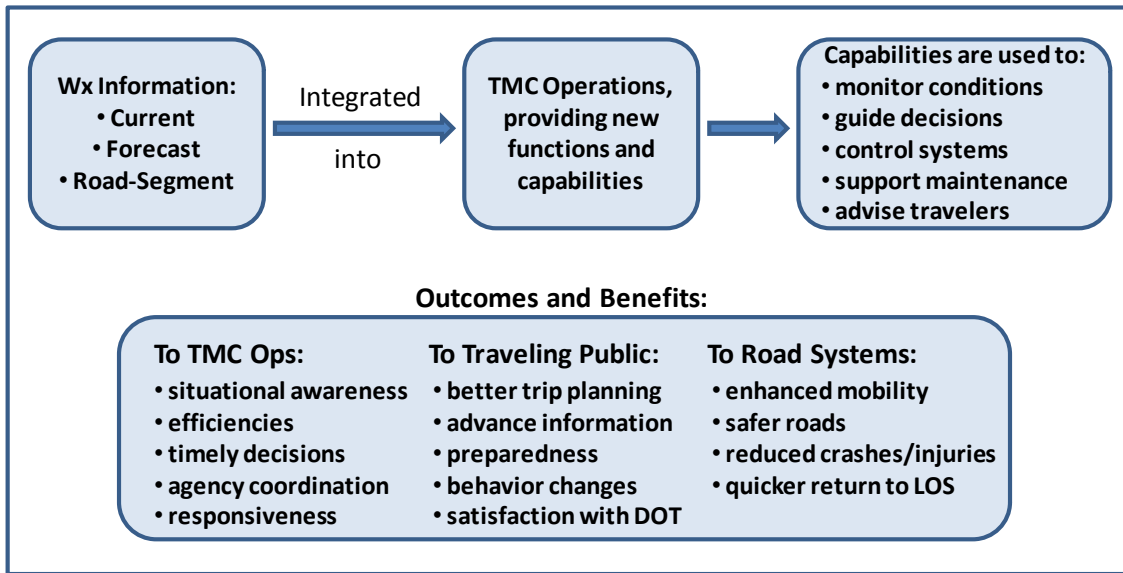 Wx Information:
• Current
• Forecast
• Road-Segment
Integrated
into
TMC Operations,
providing new
functions and
capabilities
Capabilities are used to:
• monitor conditions
• guide decisions
• control systems
• support maintenance
• advise travelers
Outcomes and Benefits:
To TMC Ops:
• situational awareness
• efficiencies
• timely decisions
• agency coordination
• responsiveness
To Traveling Public:
• better trip planning
• advance information
• preparedness
• behavior changes
• satisfaction with DOT
To Road Systems:
• enhanced mobility
• safer roads
• reduced crashes/injuries
• quicker return to LOS